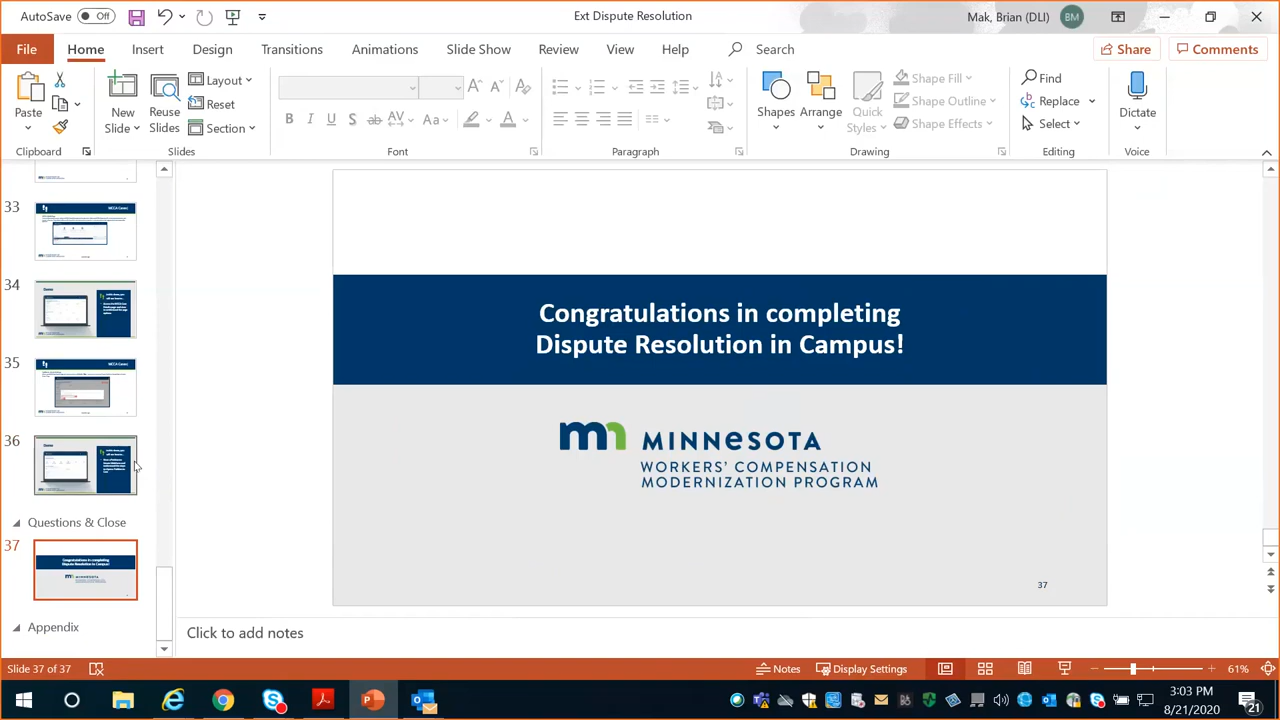 AutoSave Off
Ext Dispute Resolution
Mak, Brian (DLI) BM
File Home Insert Design Transitions Animations Slide Show Review View Help Search
Share Comments
Paste
New Slide
Reuse Slides
Layout
Reset
Section
Shapes Arrange Quick Styles
Shape Fill
Shape Outline
Shape Effects
Find
Replace
Select
Dictate
Clipboard Slides Font Paragraph Drawing Editing Voice
33
34
35
36
Questions & Close
37
Appendix
Congratulations in completing
Dispute Resolution in Campus!
mn MINNESOTA
WORKERS' COMPENSATION
MODERNIZATION PROGRAM
37
Click to add notes
Slide 37 of 37
Notes Display Settings 61%
3:03 PM
8/21/2020
21